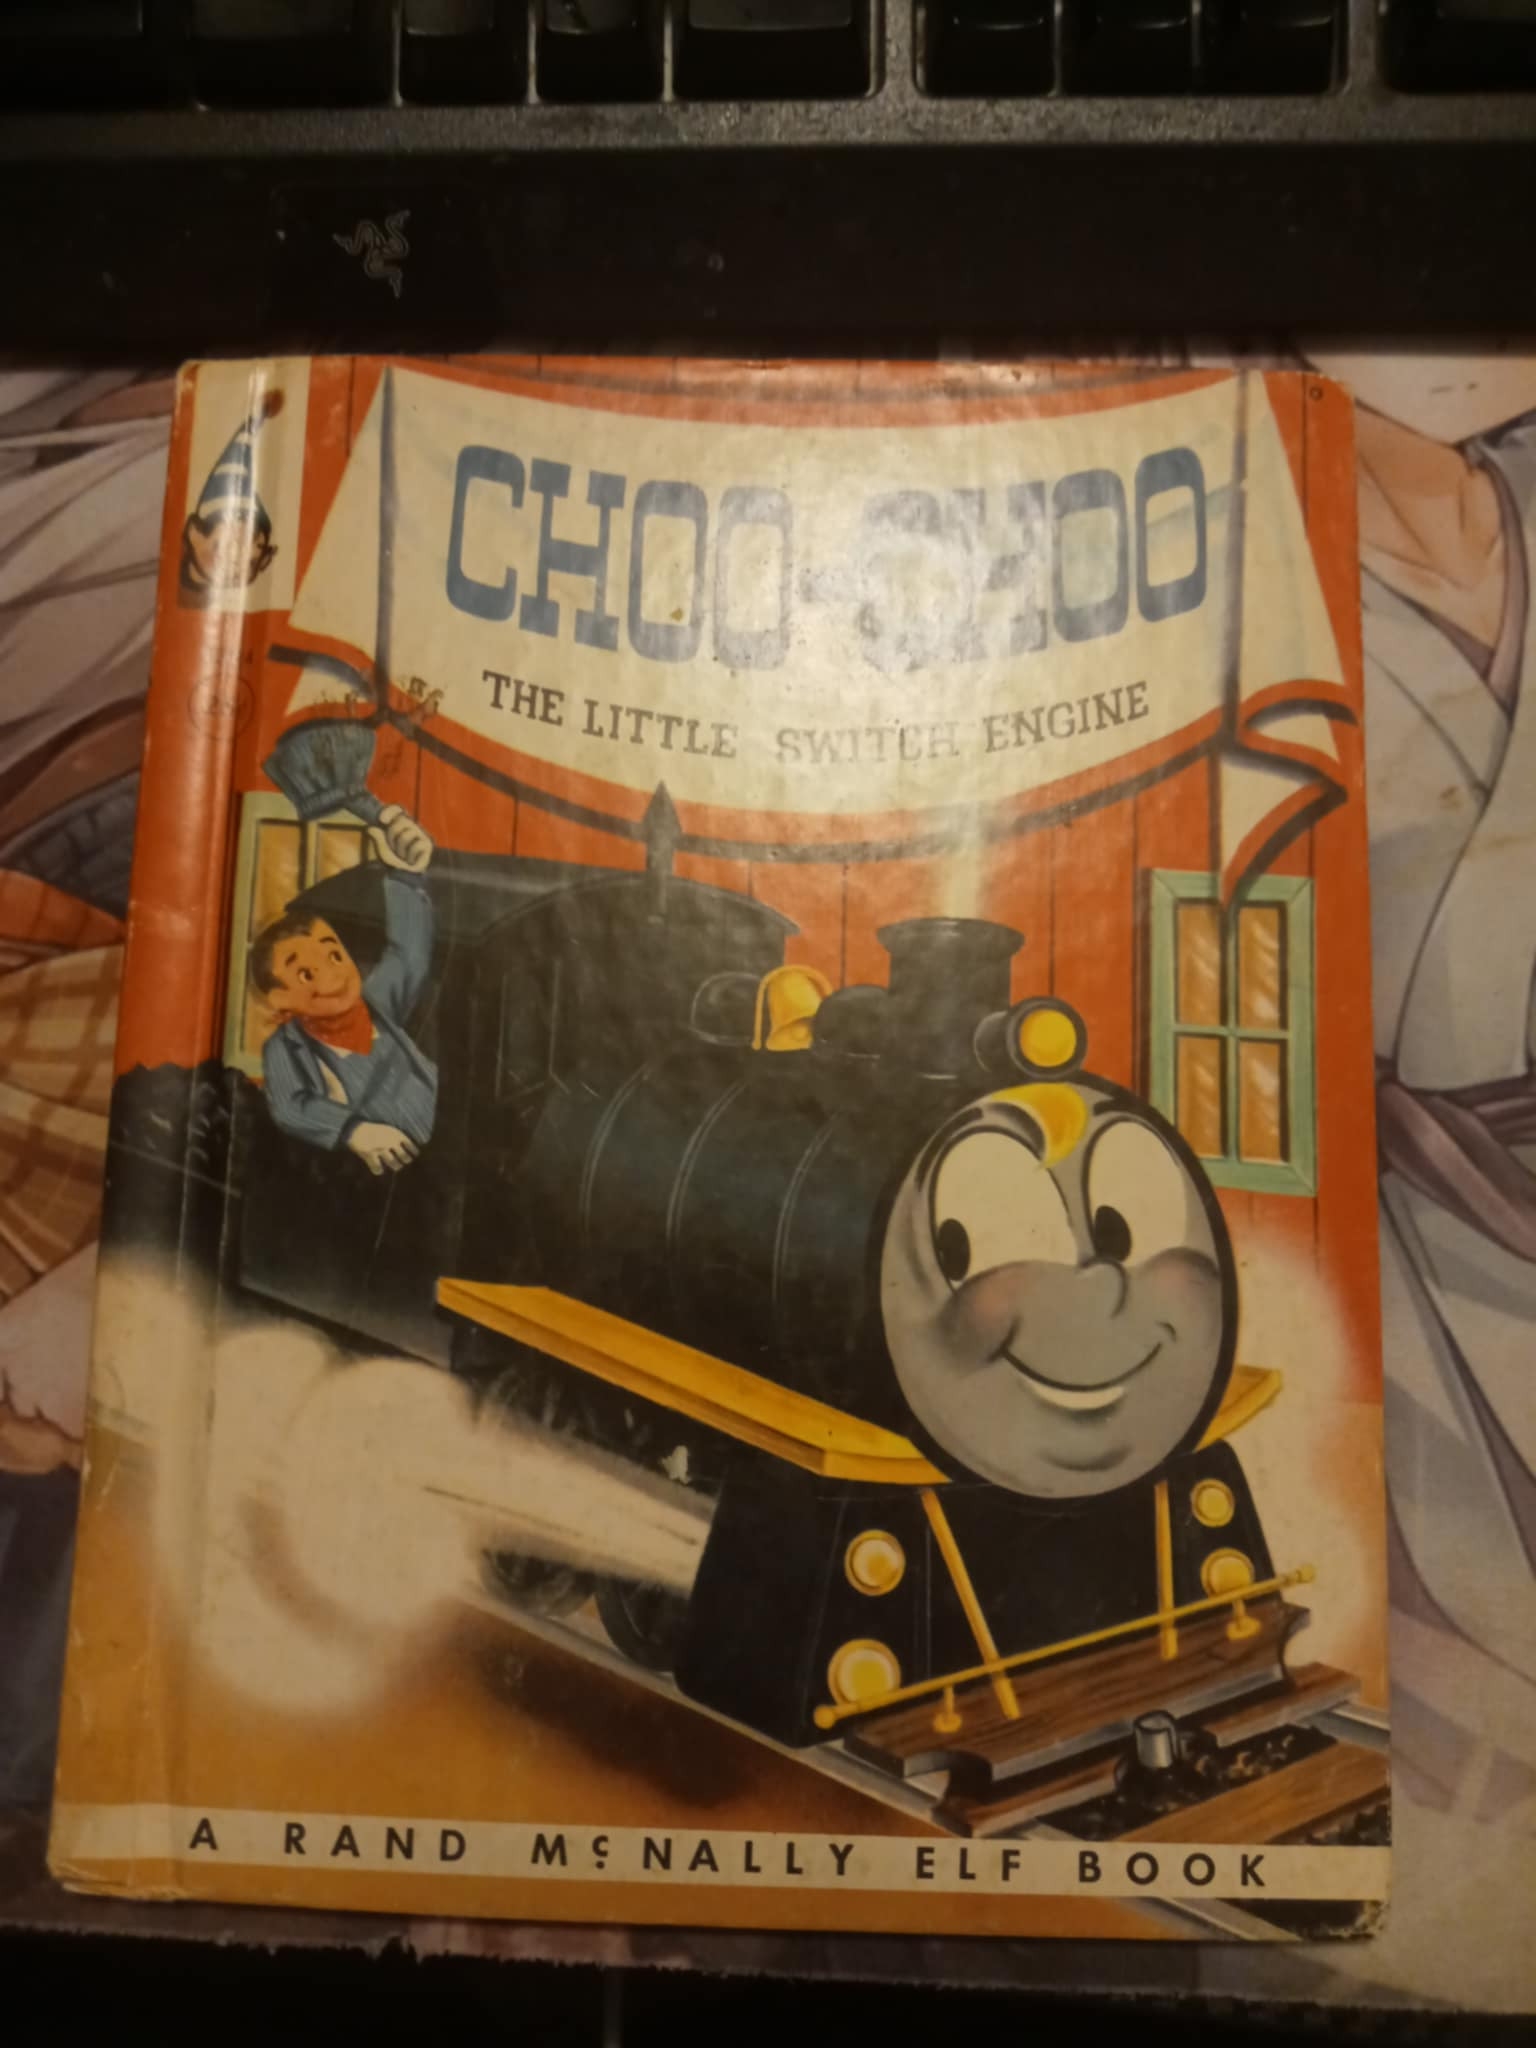 CHOO-CHOO
THE LITTLE SWITCH ENGINE
A RAND McNALLY ELF BOOK